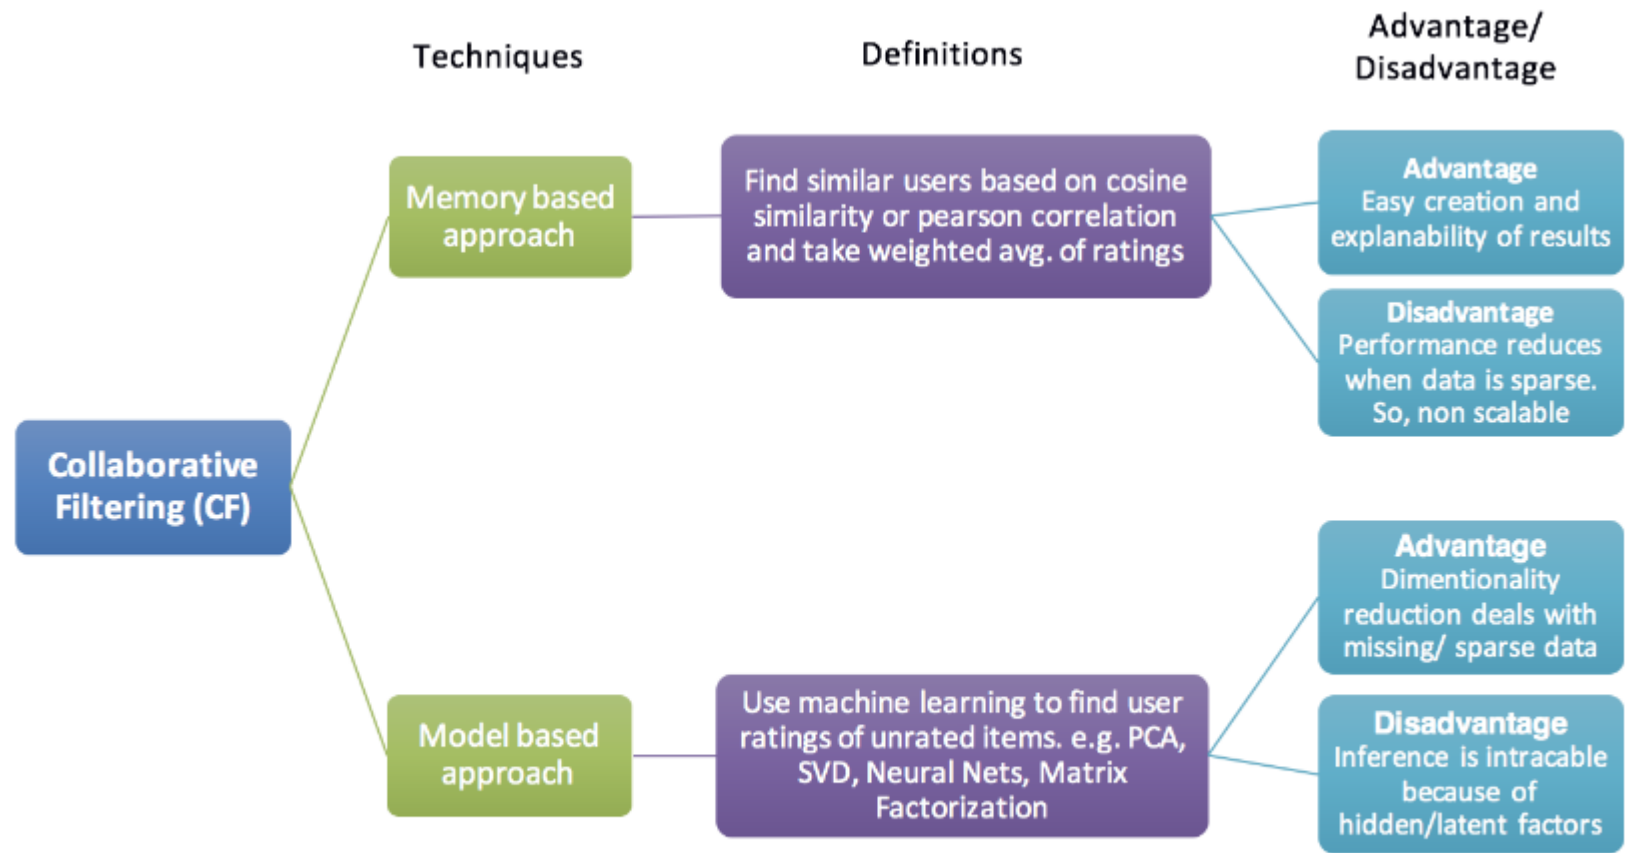 Techniques
Definitions
Advantage/
Disadvantage
Collaborative
Filtering (CF)
Memory based
approach
Find similar users based on cosine
similarity or pearson correlation
and take weighted avg. of ratings
Advantage
Easy creation and
explanability of results
Disadvantage
Performance reduces
when data is sparse.
So, non scalable
Model based
approach
Use machine learning to find user
ratings of unrated items. e.g. PCA,
SVD, Neural Nets, Matrix
Factorization
Advantage
Dimentionality
reduction deals with
missing/ sparse data
Disadvantage
Inference is intracable
because of
hidden/latent factors